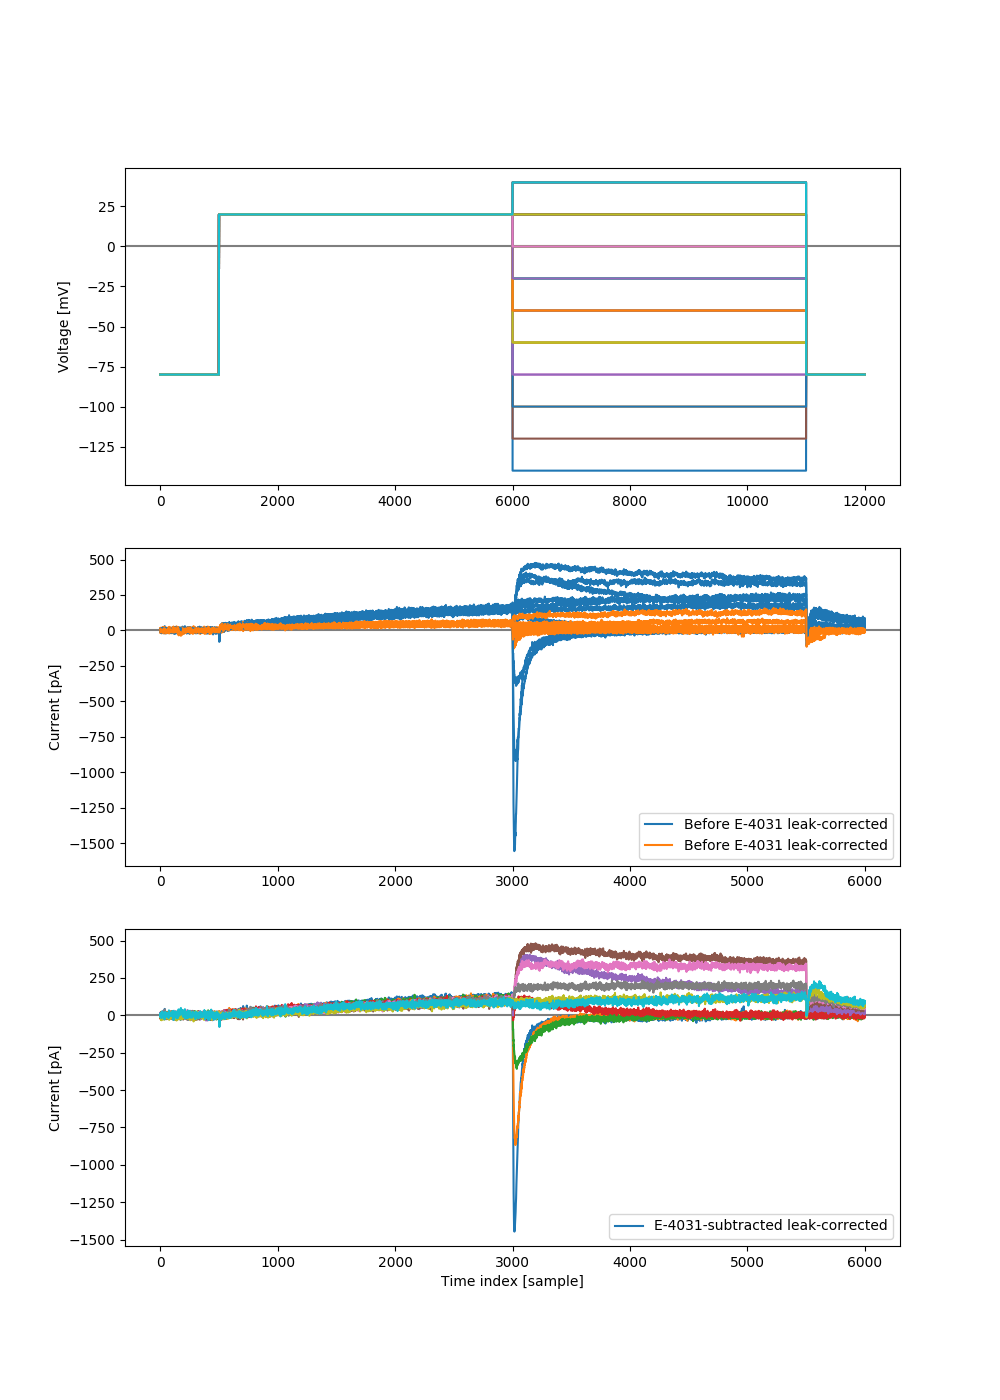 25
0
−25
−50
−75
−100
−125
Voltage [mV]
0 2000 4000 6000 8000 10000 12000
500
250
0
−250
−500
−750
−1000
−1250
−1500
Current [pA]
Before E-4031 leak-corrected
Before E-4031 leak-corrected
0 1000 2000 3000 4000 5000 6000
500
250
0
−250
−500
−750
−1000
−1250
−1500
Current [pA]
E-4031-subtracted leak-corrected
0 1000 2000 3000 4000 5000 6000
Time index [sample]